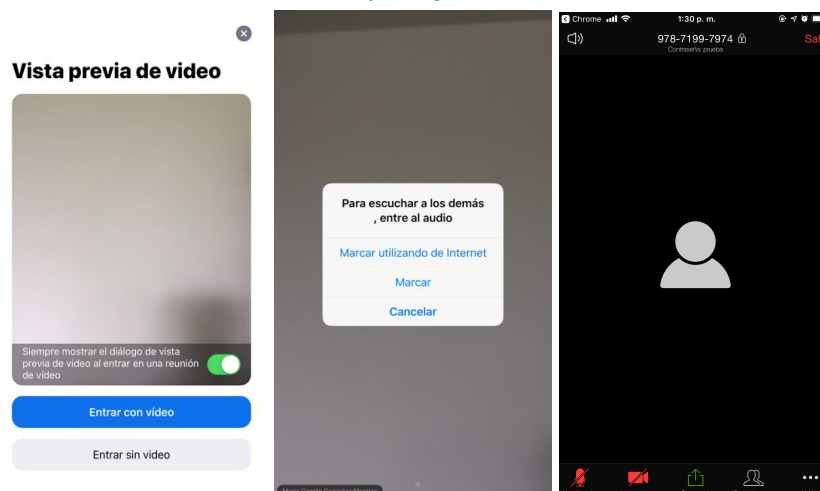 Vista previa de video
Siempre mostrar el diálogo de vista
previa de video al entrar en una reunión
de vídeo
Entrar con vídeo
Entrar sin video
Para escuchar a los demás
, entre al audio
Marcar utilizando de Internet
Marcar
Cancelar
Chrome
1:30 p. m.
978-7199-7974
Contraseña: prueba